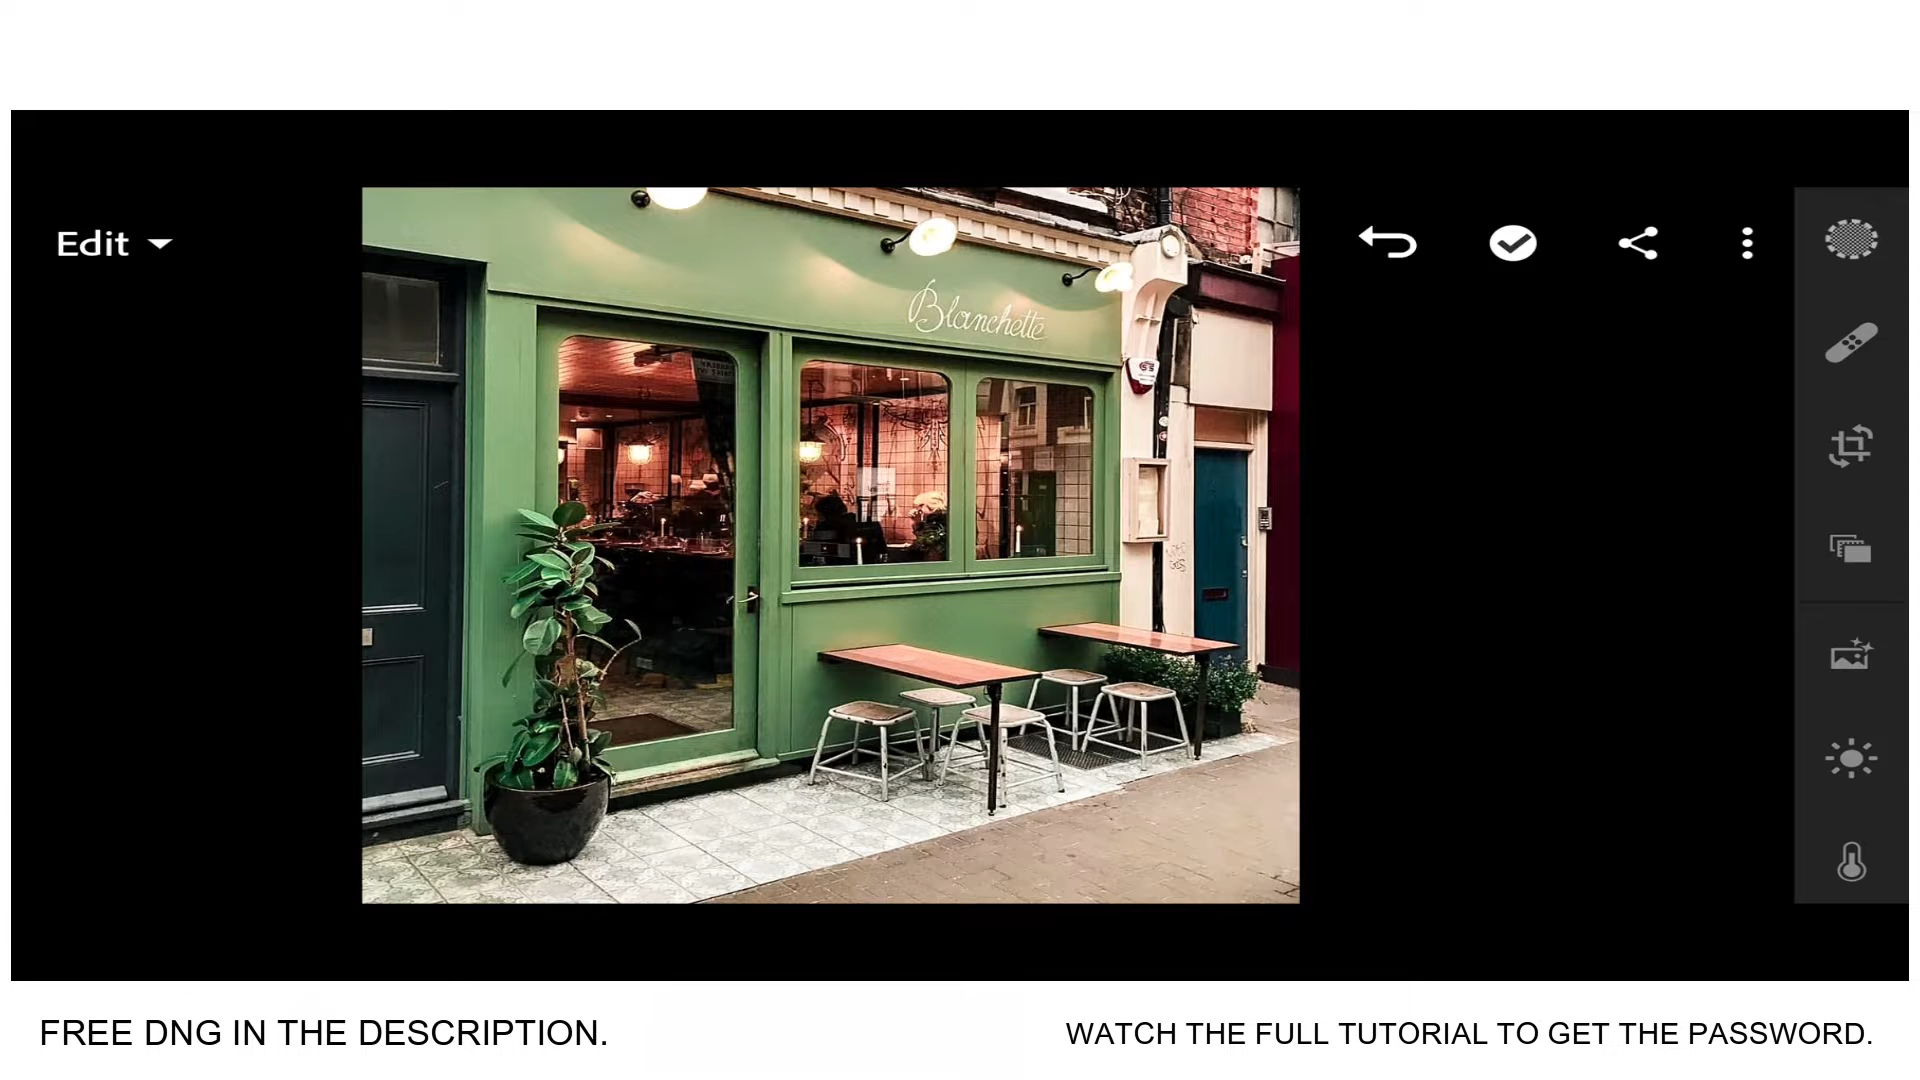 Edit
Blanchette
FREE DNG IN THE DESCRIPTION.
WATCH THE FULL TUTORIAL TO GET THE PASSWORD.